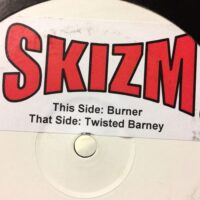 SKIZM
This Side: Burner
That Side: Twisted Barney